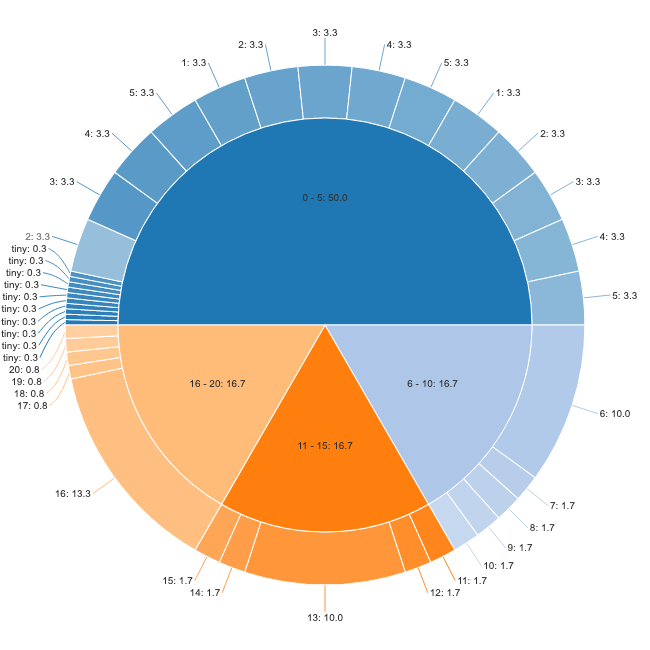 3: 3.3
2: 3.3
4: 3.3
1: 3.3
5: 3.3
5: 3.3
1: 3.3
4: 3.3
2: 3.3
3: 3.3
3: 3.3
0 - 5: 50.0
2: 3.3
4: 3.3
tiny: 0.3
tiny: 0.3
tiny: 0.3
tiny: 0.3
tiny: 0.3
5: 3.3
tiny: 0.3
tiny: 0.3
tiny: 0.3
tiny: 0.3
tiny: 0.3
20: 0.8
19: 0.8
16 - 20: 16.7
6 - 10: 16.7
18: 0.8
17: 0.8
6: 10.0
11 - 15: 16.7
16: 13.3
7: 1.7
8: 1.7
9: 1.7
10: 1.7
15: 1.7
11: 1.7
14: 1.7
12: 1.7
13: 10.0